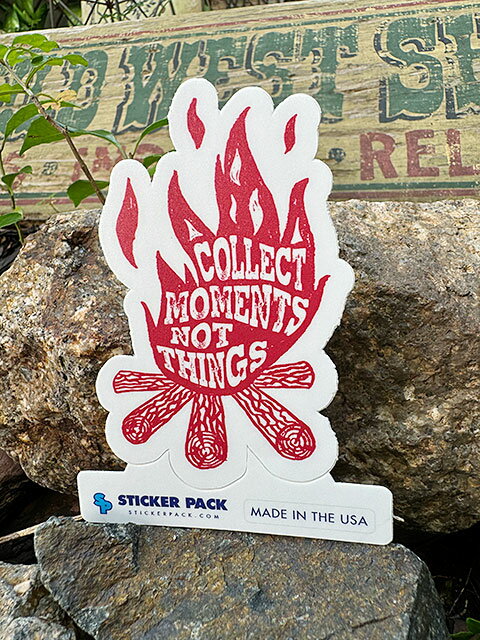 WEST
REL
COLLECT
MOMENTS
NOT
THINGS
STICKER PACK
STICKERPACK.COM
MADE IN THE USA